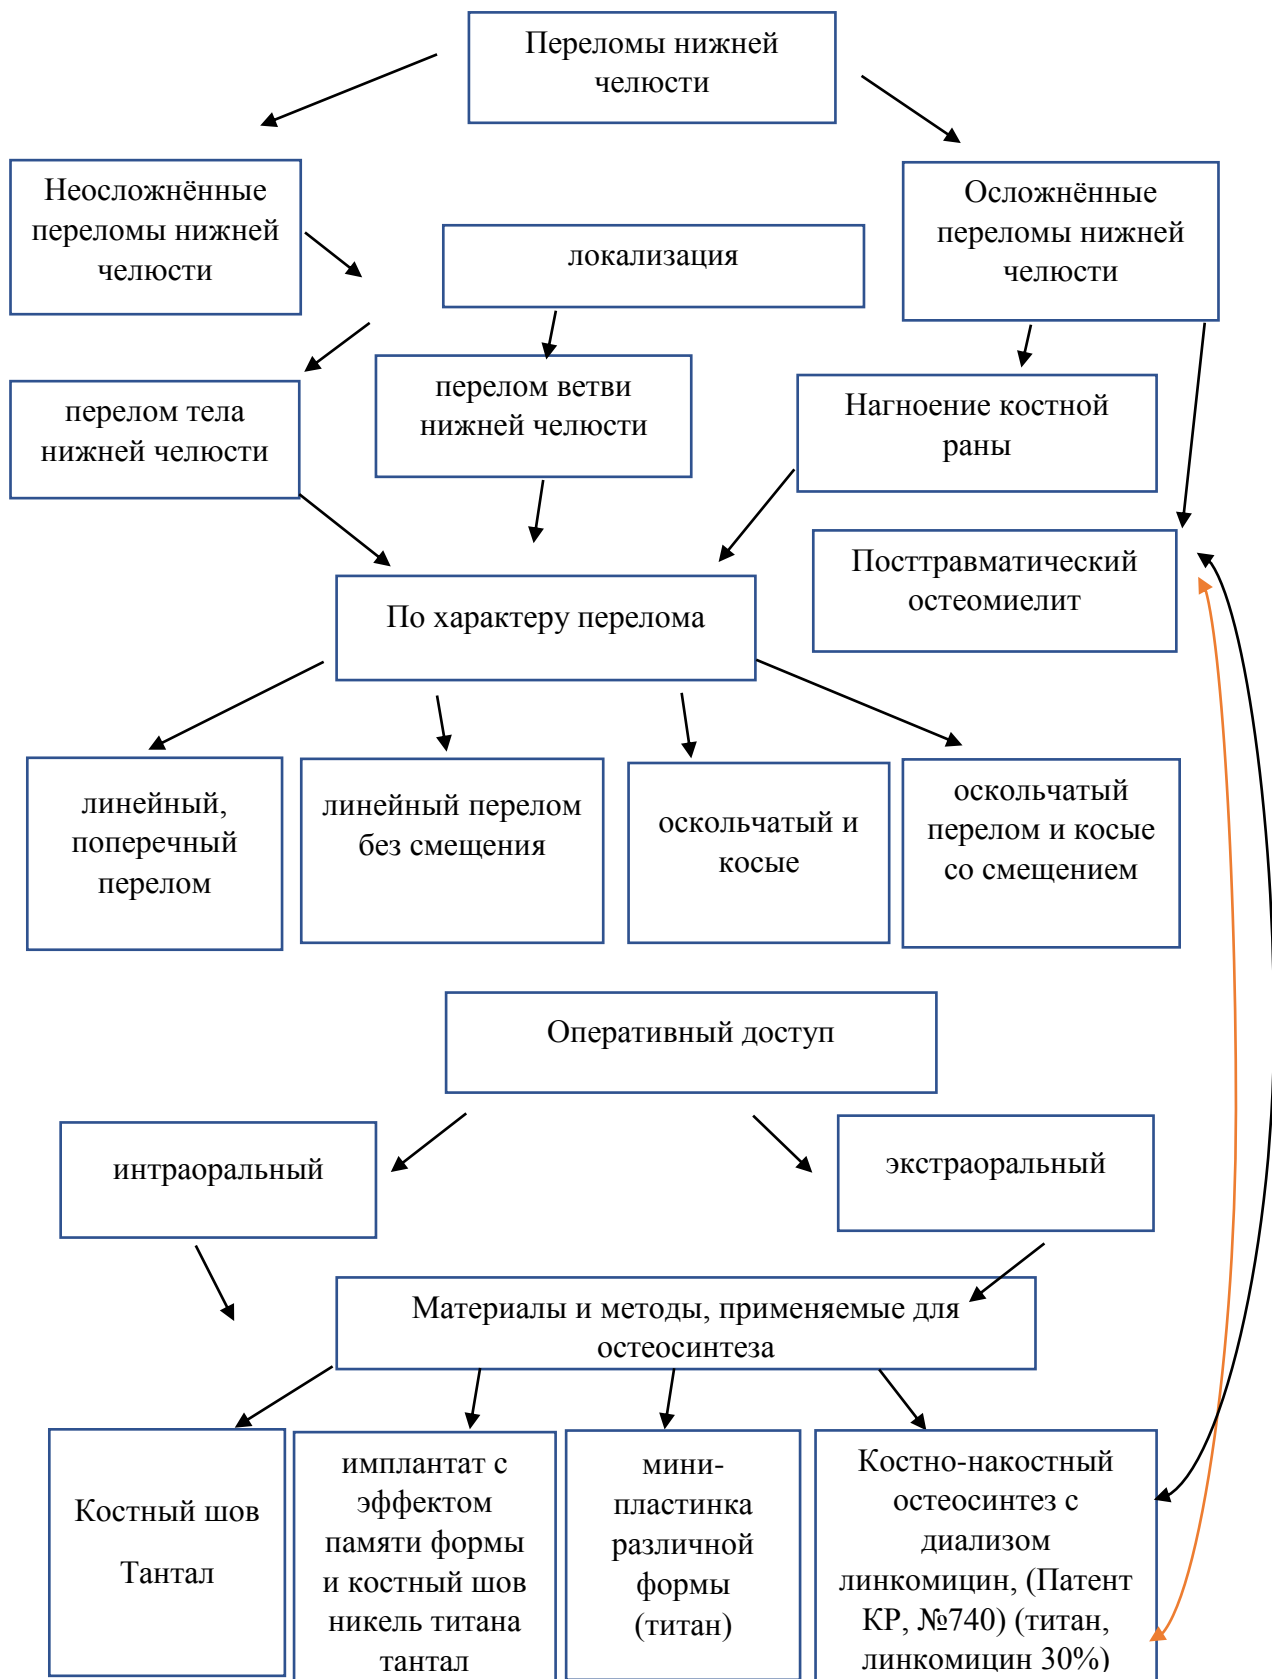 Переломы нижней
челюсти
Неосложнённые
переломы нижней
челюсти
локализация
Осложнённые
переломы нижней
челюсти
перелом тела
нижней челюсти
перелом ветви
нижней челюсти
Нагноение костной
раны
Посттравматический
остеомиелит
По характеру перелома
линейный,
поперечный
перелом
линейный перелом
без смещения
оскольчатый и
косые
оскольчатый
перелом и косые
со смещением
Оперативный доступ
интраоральный
экстраоральный
Материалы и методы, применяемые для
остеосинтеза
Костный шов
Тантал
имплантат с
эффектом
памяти формы
и костный шов
никель титана
тантал
мини-
пластинка
различной
формы
(титан)
Костно-накостный
остеосинтез с
диализом
линкомицин, (Патент
КР, №740) (титан,
линкомицин 30%)